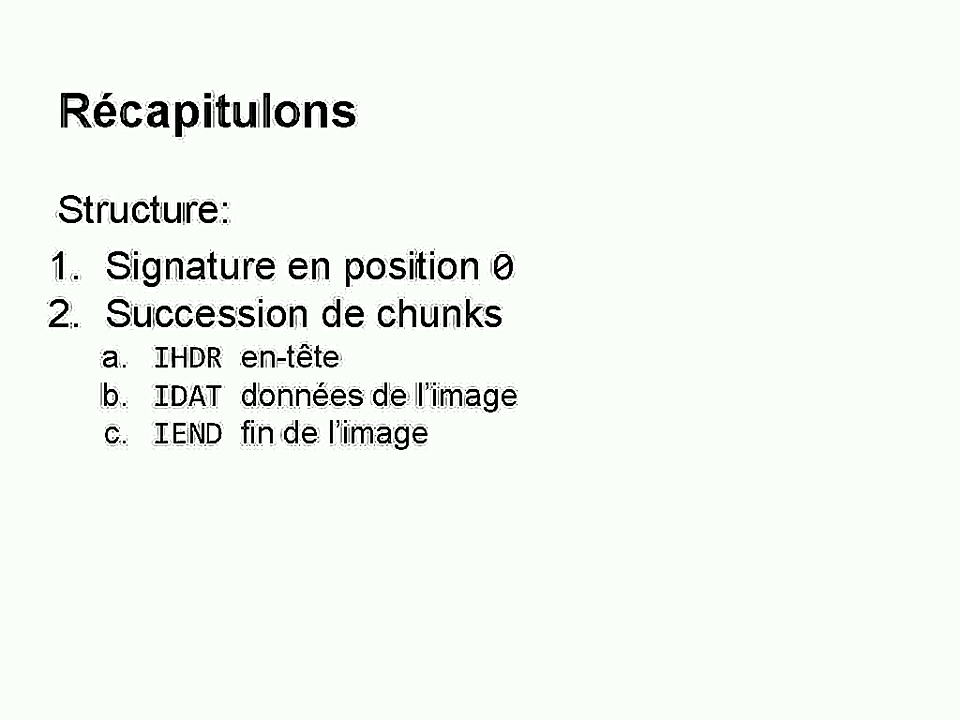 Récapitulons
Structure:
1. Signature en position 0
2. Succession de chunks
a. IHDR en-tête
b. IDAT données de l'image
c. IEND fin de l'image